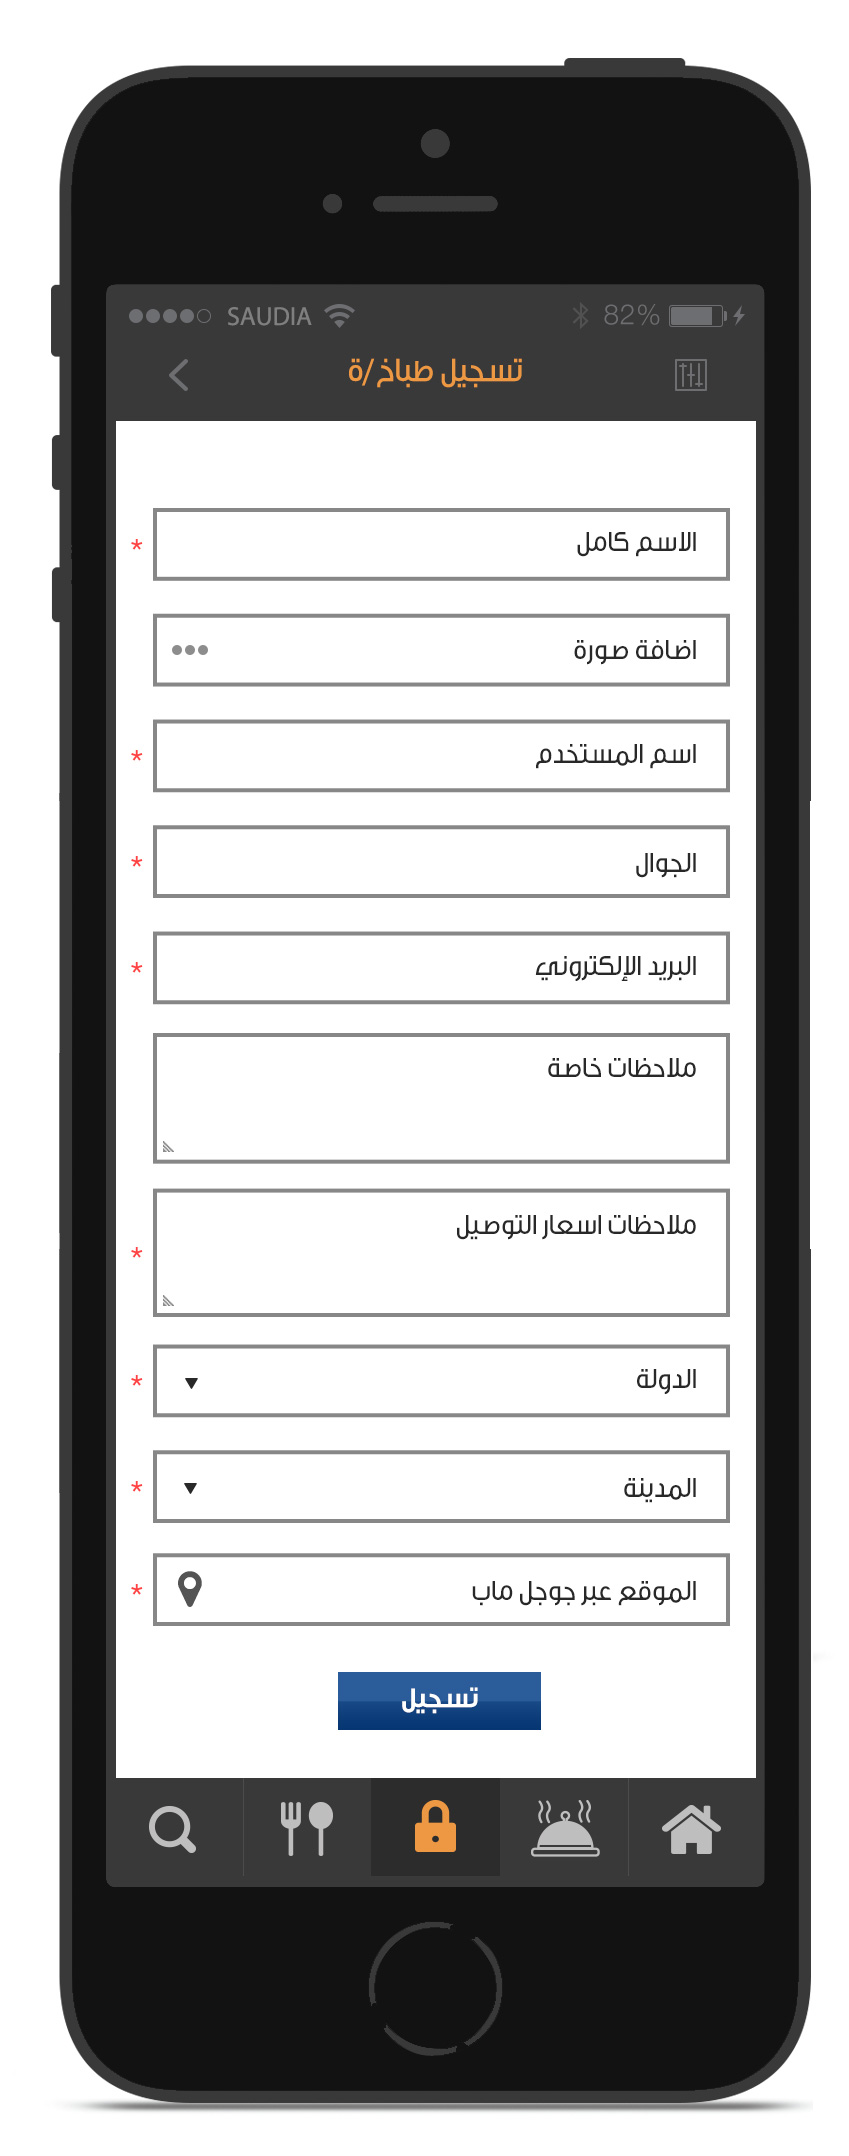 SAUDIA 82%
تسجيل طباخ/ة
الاسم كامل *
اضافة صورة
اسم المستخدم *
الجوال *
البريد الإلكتروني *
ملاحظات خاصة
ملاحظات اسعار التوصيل *
الدولة *
المدينة *
الموقع عبر جوجل ماب *
تسجيل